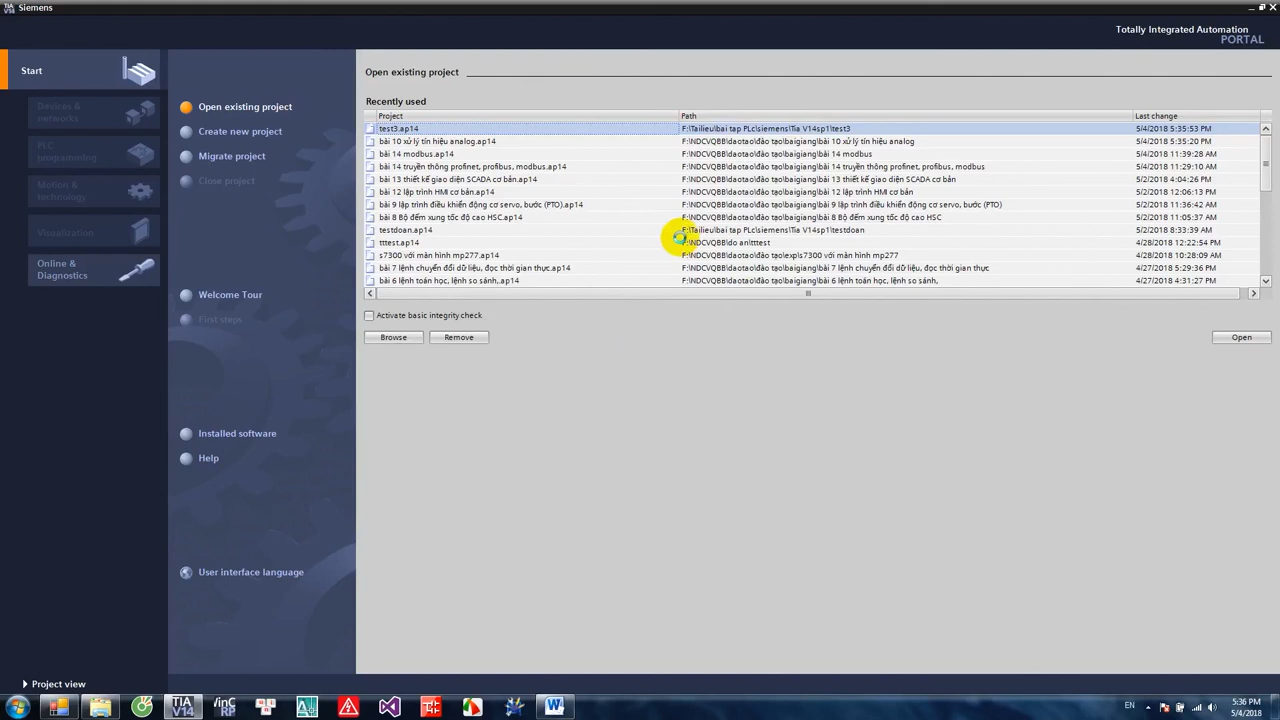 TIA V14 Siemens
Totally Integrated Automation
PORTAL
Start
Devices & networks
PLC programming
Motion & technology
Visualization
Online & Diagnostics
Open existing project
Create new project
Migrate project
Close project
Welcome Tour
First steps
Installed software
Help
User interface language
Open existing project
Recently used
Project Path Last change
test3.ap14 F:\Tailieu\bai tap PLc\siemens\Tia V14sp1\test3 5/4/2018 5:35:53 PM
bài 10 xử lý tín hiệu analog.ap14 F:\NDCVQBB\daotao\đào tạo\baigiang\bài 10 xử lý tín hiệu analog 5/4/2018 5:35:20 PM
bài 14 modbus.ap14 F:\NDCVQBB\daotao\đào tạo\baigiang\bài 14 modbus 5/4/2018 11:39:28 AM
bài 14 truyền thông profinet, profibus, modbus.ap14 F:\NDCVQBB\daotao\đào tạo\baigiang\bài 14 truyền thông profinet, profibus, modbus 5/4/2018 11:29:10 AM
bài 13 thiết kế giao diện SCADA cơ bản.ap14 F:\NDCVQBB\daotao\đào tạo\baigiang\bài 13 thiết kế giao diện SCADA cơ bản 5/2/2018 4:04:26 PM
bài 12 lập trình HMI cơ bản.ap14 F:\NDCVQBB\daotao\đào tạo\baigiang\bài 12 lập trình HMI cơ bản 5/2/2018 12:06:13 PM
bài 9 lập trình điều khiển động cơ servo, bước (PTO).ap14 F:\NDCVQBB\daotao\đào tạo\baigiang\bài 9 lập trình điều khiển động cơ servo, bước (PTO) 5/2/2018 11:36:42 AM
bài 8 Bộ đếm xung tốc độ cao HSC.ap14 F:\NDCVQBB\daotao\đào tạo\baigiang\bài 8 Bộ đếm xung tốc độ cao HSC 5/2/2018 11:05:37 AM
testdoan.ap14 F:\Tailieu\bai tap PLc\siemens\Tia V14sp1\testdoan 5/2/2018 8:33:39 AM
tttest.ap14 F:\NDCVQBB\do an\tttest 4/28/2018 12:22:54 PM
s7300 với màn hình mp277.ap14 F:\NDCVQBB\daotao\đào tạo\exp\s7300 với màn hình mp277 4/28/2018 10:28:09 AM
bài 7 lệnh chuyển đổi dữ liệu, đọc thời gian thực.ap14 F:\NDCVQBB\daotao\đào tạo\baigiang\bài 7 lệnh chuyển đổi dữ liệu, đọc thời gian thực 4/27/2018 5:29:36 PM
bài 6 lệnh toán học, lệnh so sánh,.ap14 F:\NDCVQBB\daotao\đào tạo\baigiang\bài 6 lệnh toán học, lệnh so sánh, 4/27/2018 4:31:27 PM
Activate basic integrity check
Browse Remove Open
Project view
TIA V14
WinC RP
EN
5:36 PM
5/4/2018